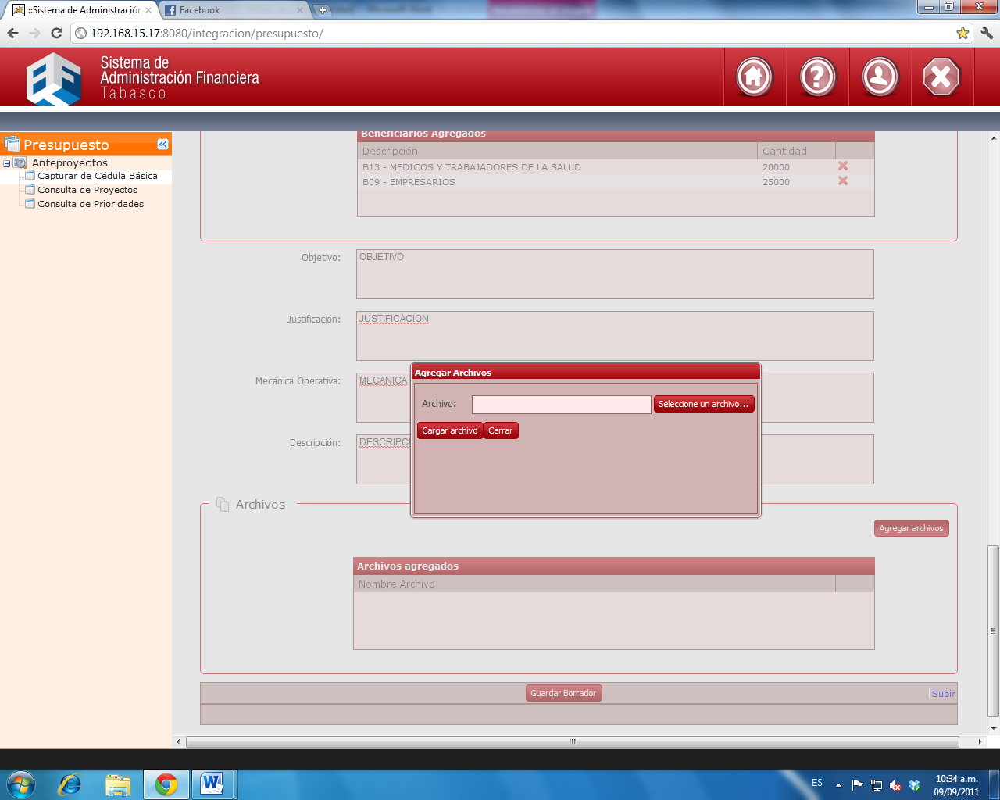 ::Sistema de Administración
Facebook
192.168.15.17:8080/integracion/presupuesto/
Sistema de
Administración Financiera
Tabasco
Presupuesto
Anteproyectos
Capturar de Cédula Básica
Consulta de Proyectos
Consulta de Prioridades
Beneficiarios Agregados
Descripción Cantidad
B13 - MEDICOS Y TRABAJADORES DE LA SALUD 20000
B09 - EMPRESARIOS 25000
Objetivo: OBJETIVO
Justificación: JUSTIFICACION
Mecánica Operativa: MECANICA
Descripción: DESCRIPC
Agregar Archivos
Archivo: Seleccione un archivo...
Cargar archivo Cerrar
Archivos
Agregar archivos
Archivos agregados
Nombre Archivo
Guardar Borrador
Subir
ES
10:34 a.m.
09/09/2011